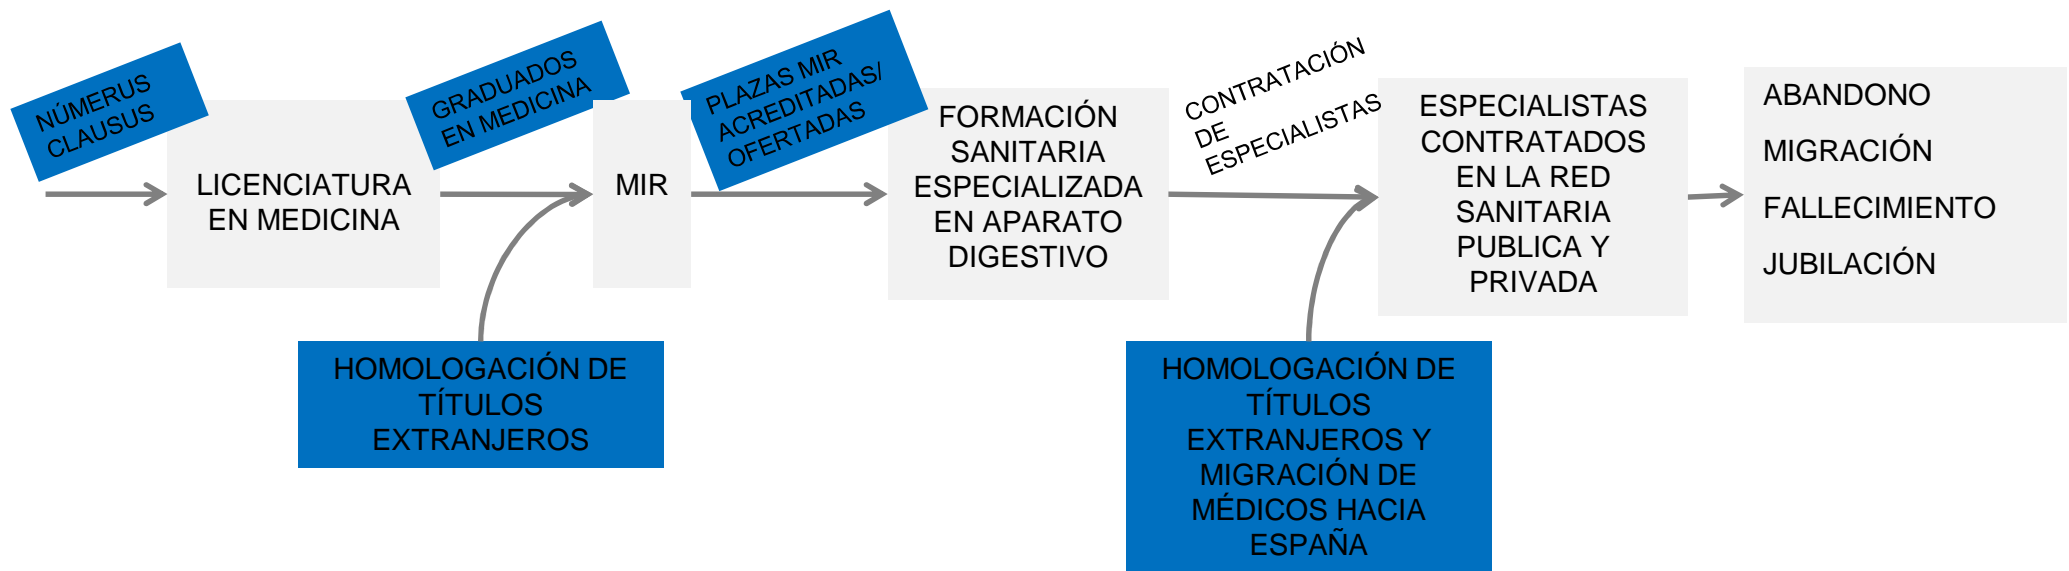 NÚMERUS
CLAUSUS
LICENCIATURA
EN MEDICINA
GRADUADOS
EN MEDICINA
HOMOLOGACIÓN DE
TÍTULOS
EXTRANJEROS
MIR
PLAZAS MIR
ACREDITADAS/
OFERTADAS
FORMACIÓN
SANITARIA
ESPECIALIZADA
EN APARATO
DIGESTIVO
CONTRATACIÓN
DE
ESPECIALISTAS
HOMOLOGACIÓN DE
TÍTULOS
EXTRANJEROS Y
MIGRACIÓN DE
MÉDICOS HACIA
ESPAÑA
ESPECIALISTAS
CONTRATADOS
EN LA RED
SANITARIA
PUBLICA Y
PRIVADA
ABANDONO
MIGRACIÓN
FALLECIMIENTO
JUBILACIÓN